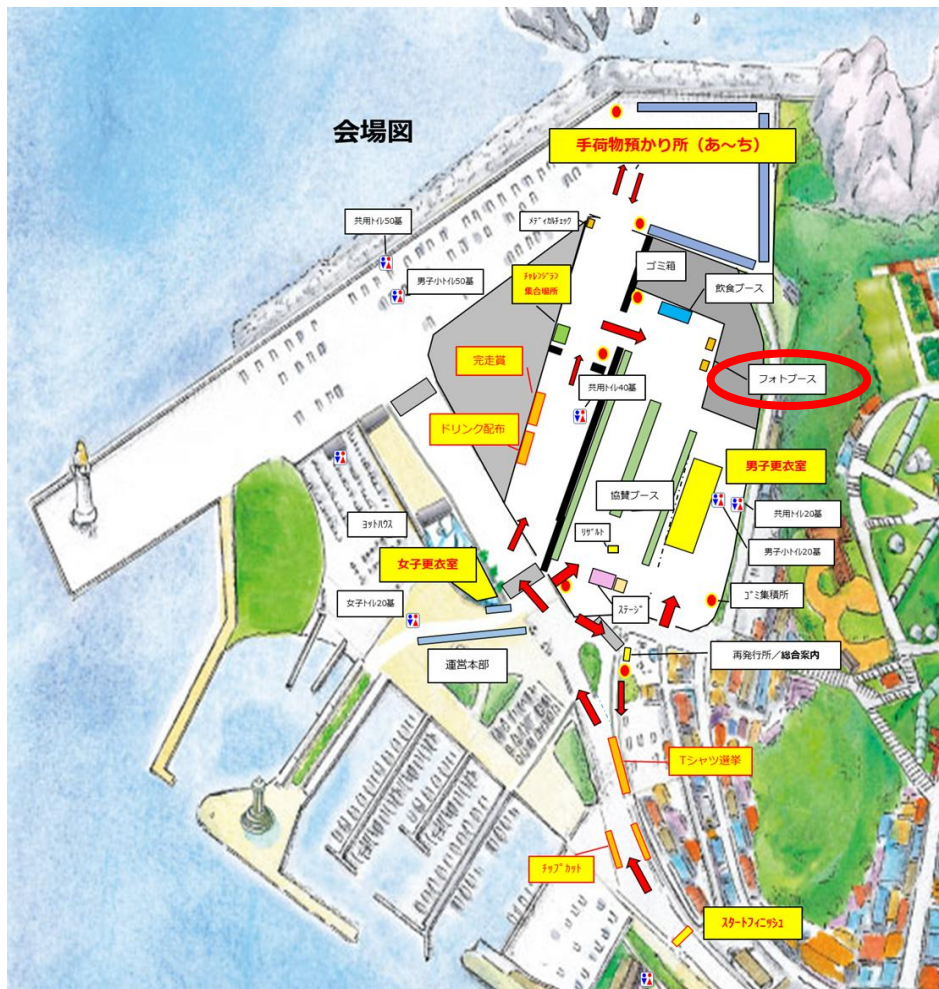 会場図
手荷物預かり所（あ～ち）
共用ﾄｲﾚ50基
ﾒﾃﾞｨｶﾙﾁｪｯｸ
男子小ﾄｲﾚ50基
ﾁｬﾚﾝｼﾞﾗﾝ
集合場所
ゴミ箱
飲食ブース
完走賞
共用ﾄｲﾚ40基
フォトブース
ドリンク配布
男子更衣室
協賛ブース
共用ﾄｲﾚ20基
ﾖｯﾄﾊｳｽ
ﾘｻﾞﾙﾄ
男子小ﾄｲﾚ20基
女子更衣室
女子ﾄｲﾚ20基
ｽﾃｰｼﾞ
ｺﾞﾐ集積所
運営本部
再発行所／総合案内
Tシャツ選挙
ﾁｯﾌﾟｶｯﾄ
ｽﾀｰﾄﾌｨﾆｯｼｭ